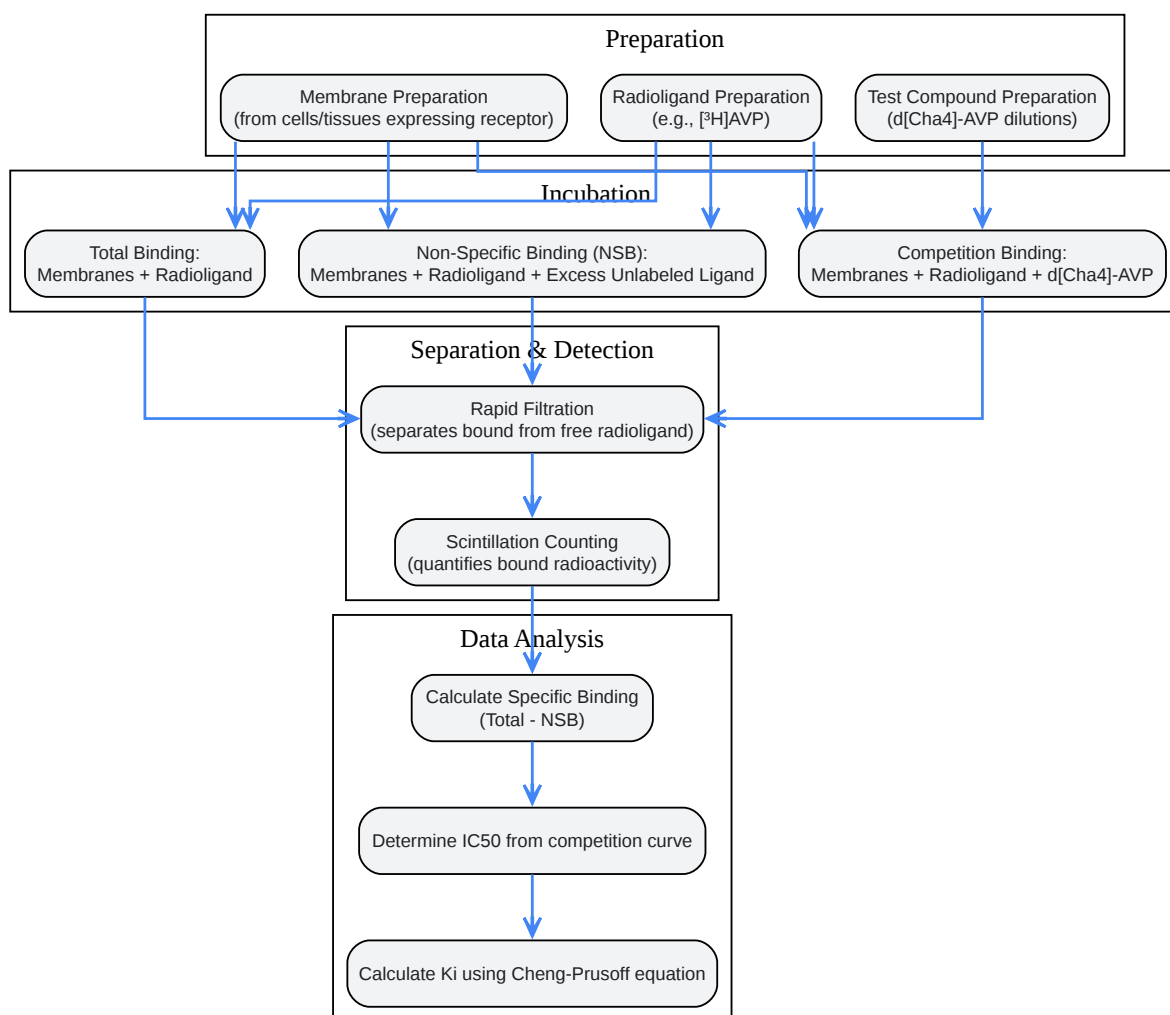 Preparation
Membrane Preparation
(from cells/tissues expressing receptor)
Radioligand Preparation
(e.g., [³H]AVP)
Test Compound Preparation
(d[Cha4]-AVP dilutions)
Incubation
Total Binding:
Membranes + Radioligand
Non-Specific Binding (NSB):
Membranes + Radioligand + Excess Unlabeled Ligand
Competition Binding:
Membranes + Radioligand + d[Cha4]-AVP
Separation & Detection
Rapid Filtration
(separates bound from free radioligand)
Scintillation Counting
(quantifies bound radioactivity)
Data Analysis
Calculate Specific Binding
(Total - NSB)
Determine IC50 from competition curve
Calculate Ki using Cheng-Prusoff equation